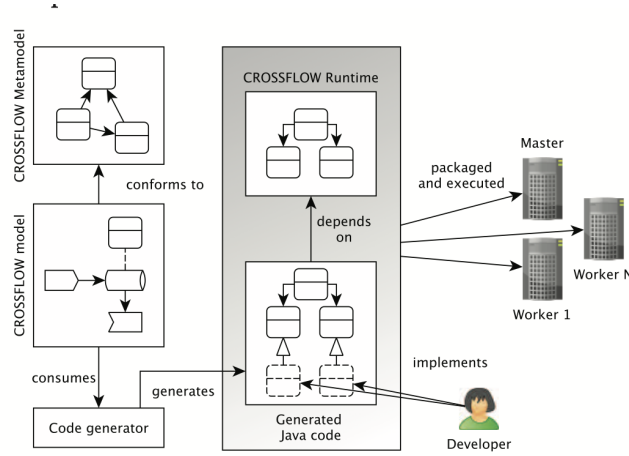 CROSSFLOW Metamodel
CROSSFLOW Runtime
Master
packaged
and executed
conforms to
depends
on
CROSSFLOW model
Worker N
Worker 1
consumes
generates
implements
Code generator
Generated
Java code
Developer